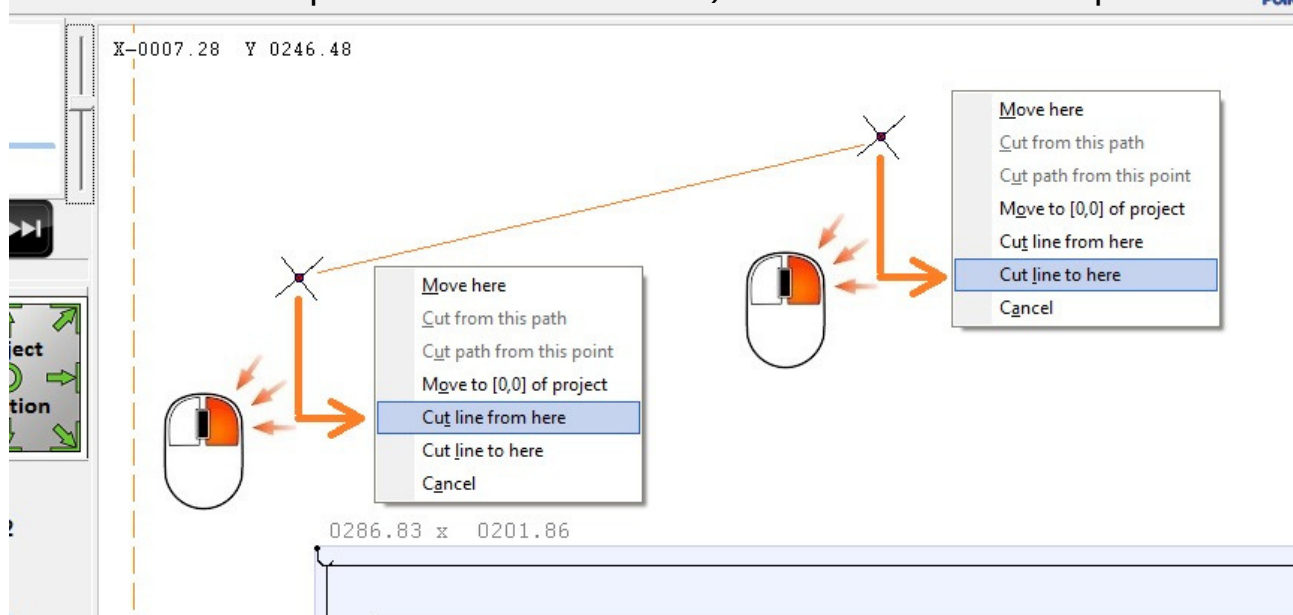 X-0007.28 Y 0246.48
Move here
Cut from this path
Cut path from this point
Move to [0,0] of project
Cut line from here
Cut line to here
Cancel
Move here
Cut from this path
Cut path from this point
Move to [0,0] of project
Cut line from here
Cut line to here
Cancel
ject
tion
0286.83 x 0201.86